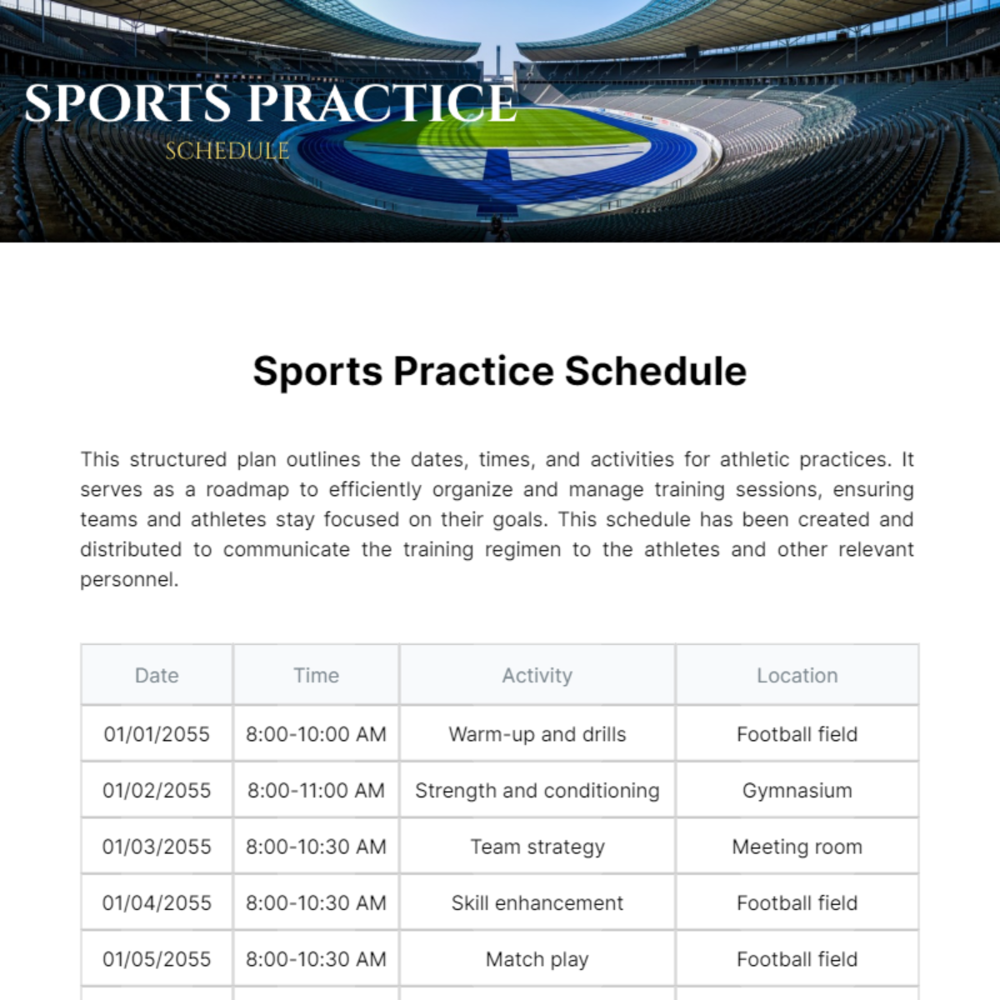 SPORTS PRACTICE
SCHEDULE
Sports Practice Schedule
This structured plan outlines the dates, times, and activities for athletic practices. It
serves as a roadmap to efficiently organize and manage training sessions, ensuring
teams and athletes stay focused on their goals. This schedule has been created and
distributed to communicate the training regimen to the athletes and other relevant
personnel.
Date Time Activity Location
01/01/2055 8:00-10:00 AM Warm-up and drills Football field
01/02/2055 8:00-11:00 AM Strength and conditioning Gymnasium
01/03/2055 8:00-10:30 AM Team strategy Meeting room
01/04/2055 8:00-10:30 AM Skill enhancement Football field
01/05/2055 8:00-10:30 AM Match play Football field